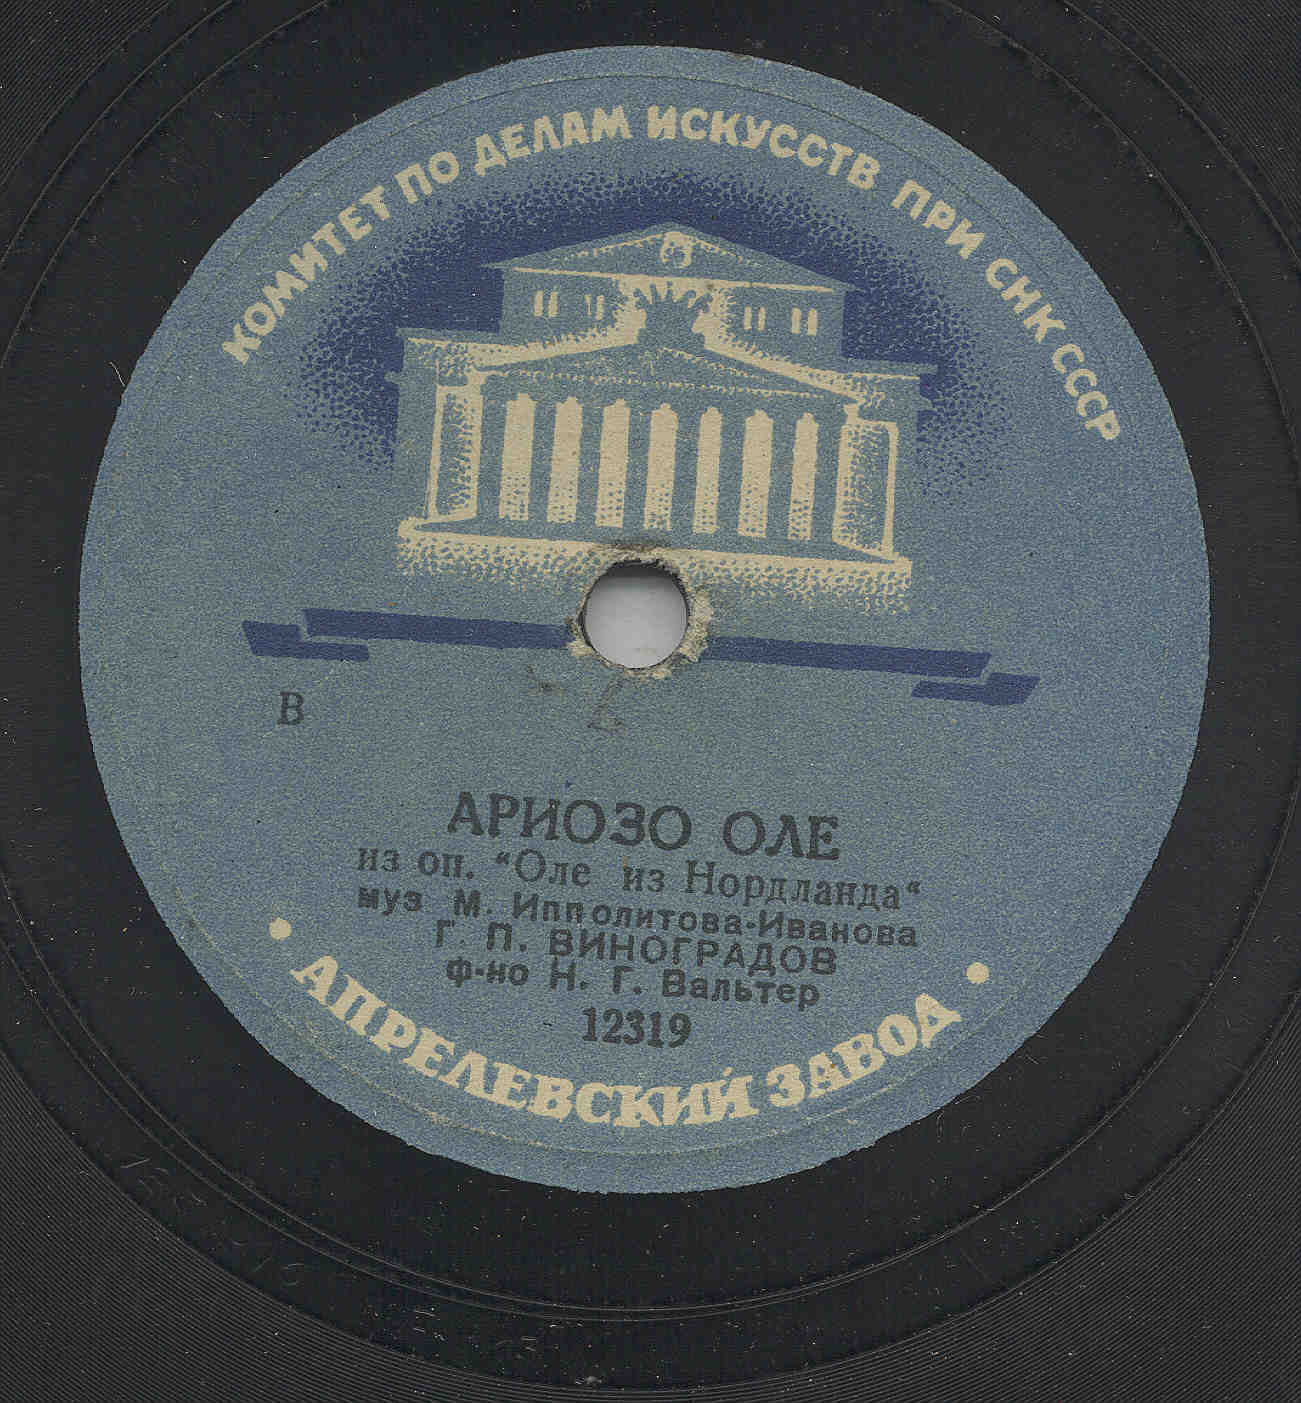 КОМИТЕТ ПО ДЕЛАМ ИСКУССТВ ПРИ СНК СССР
В
АРИОЗО ОЛЕ
из оп. “Оле из Нордланда“
муз М. Ипполитова-Иванова
Г. П. ВИНОГРАДОВ
ф-но Н. Г. Вальтер
12319
• АПРЕЛЕВСКИЙ ЗАВОД •